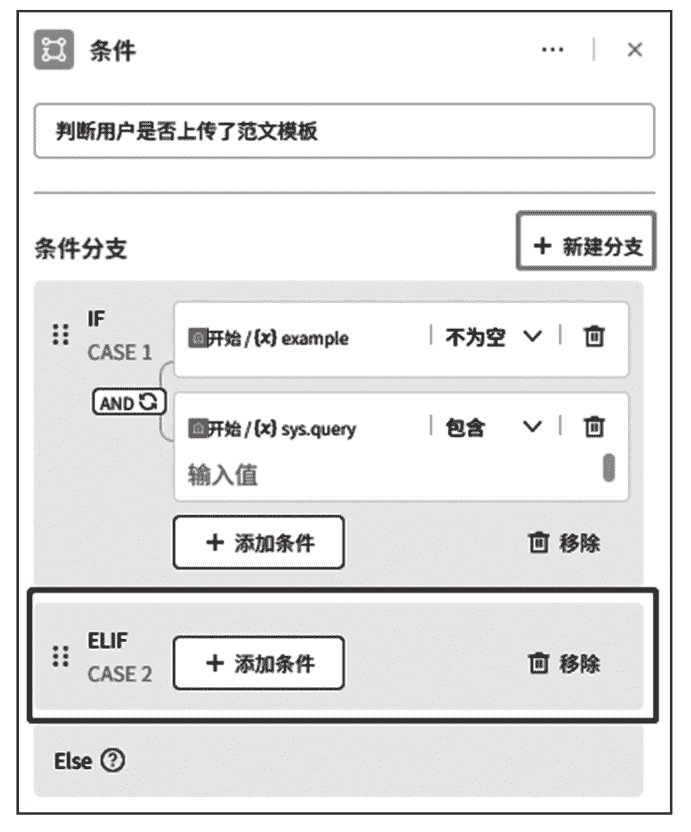 条件
判断用户是否上传了范文模板
条件分支
+ 新建分支
IF
CASE 1
开始/{x} example
不为空
AND
开始/{x} sys.query
包含
输入值
+ 添加条件
移除
ELIF
CASE 2
+ 添加条件
移除
Else